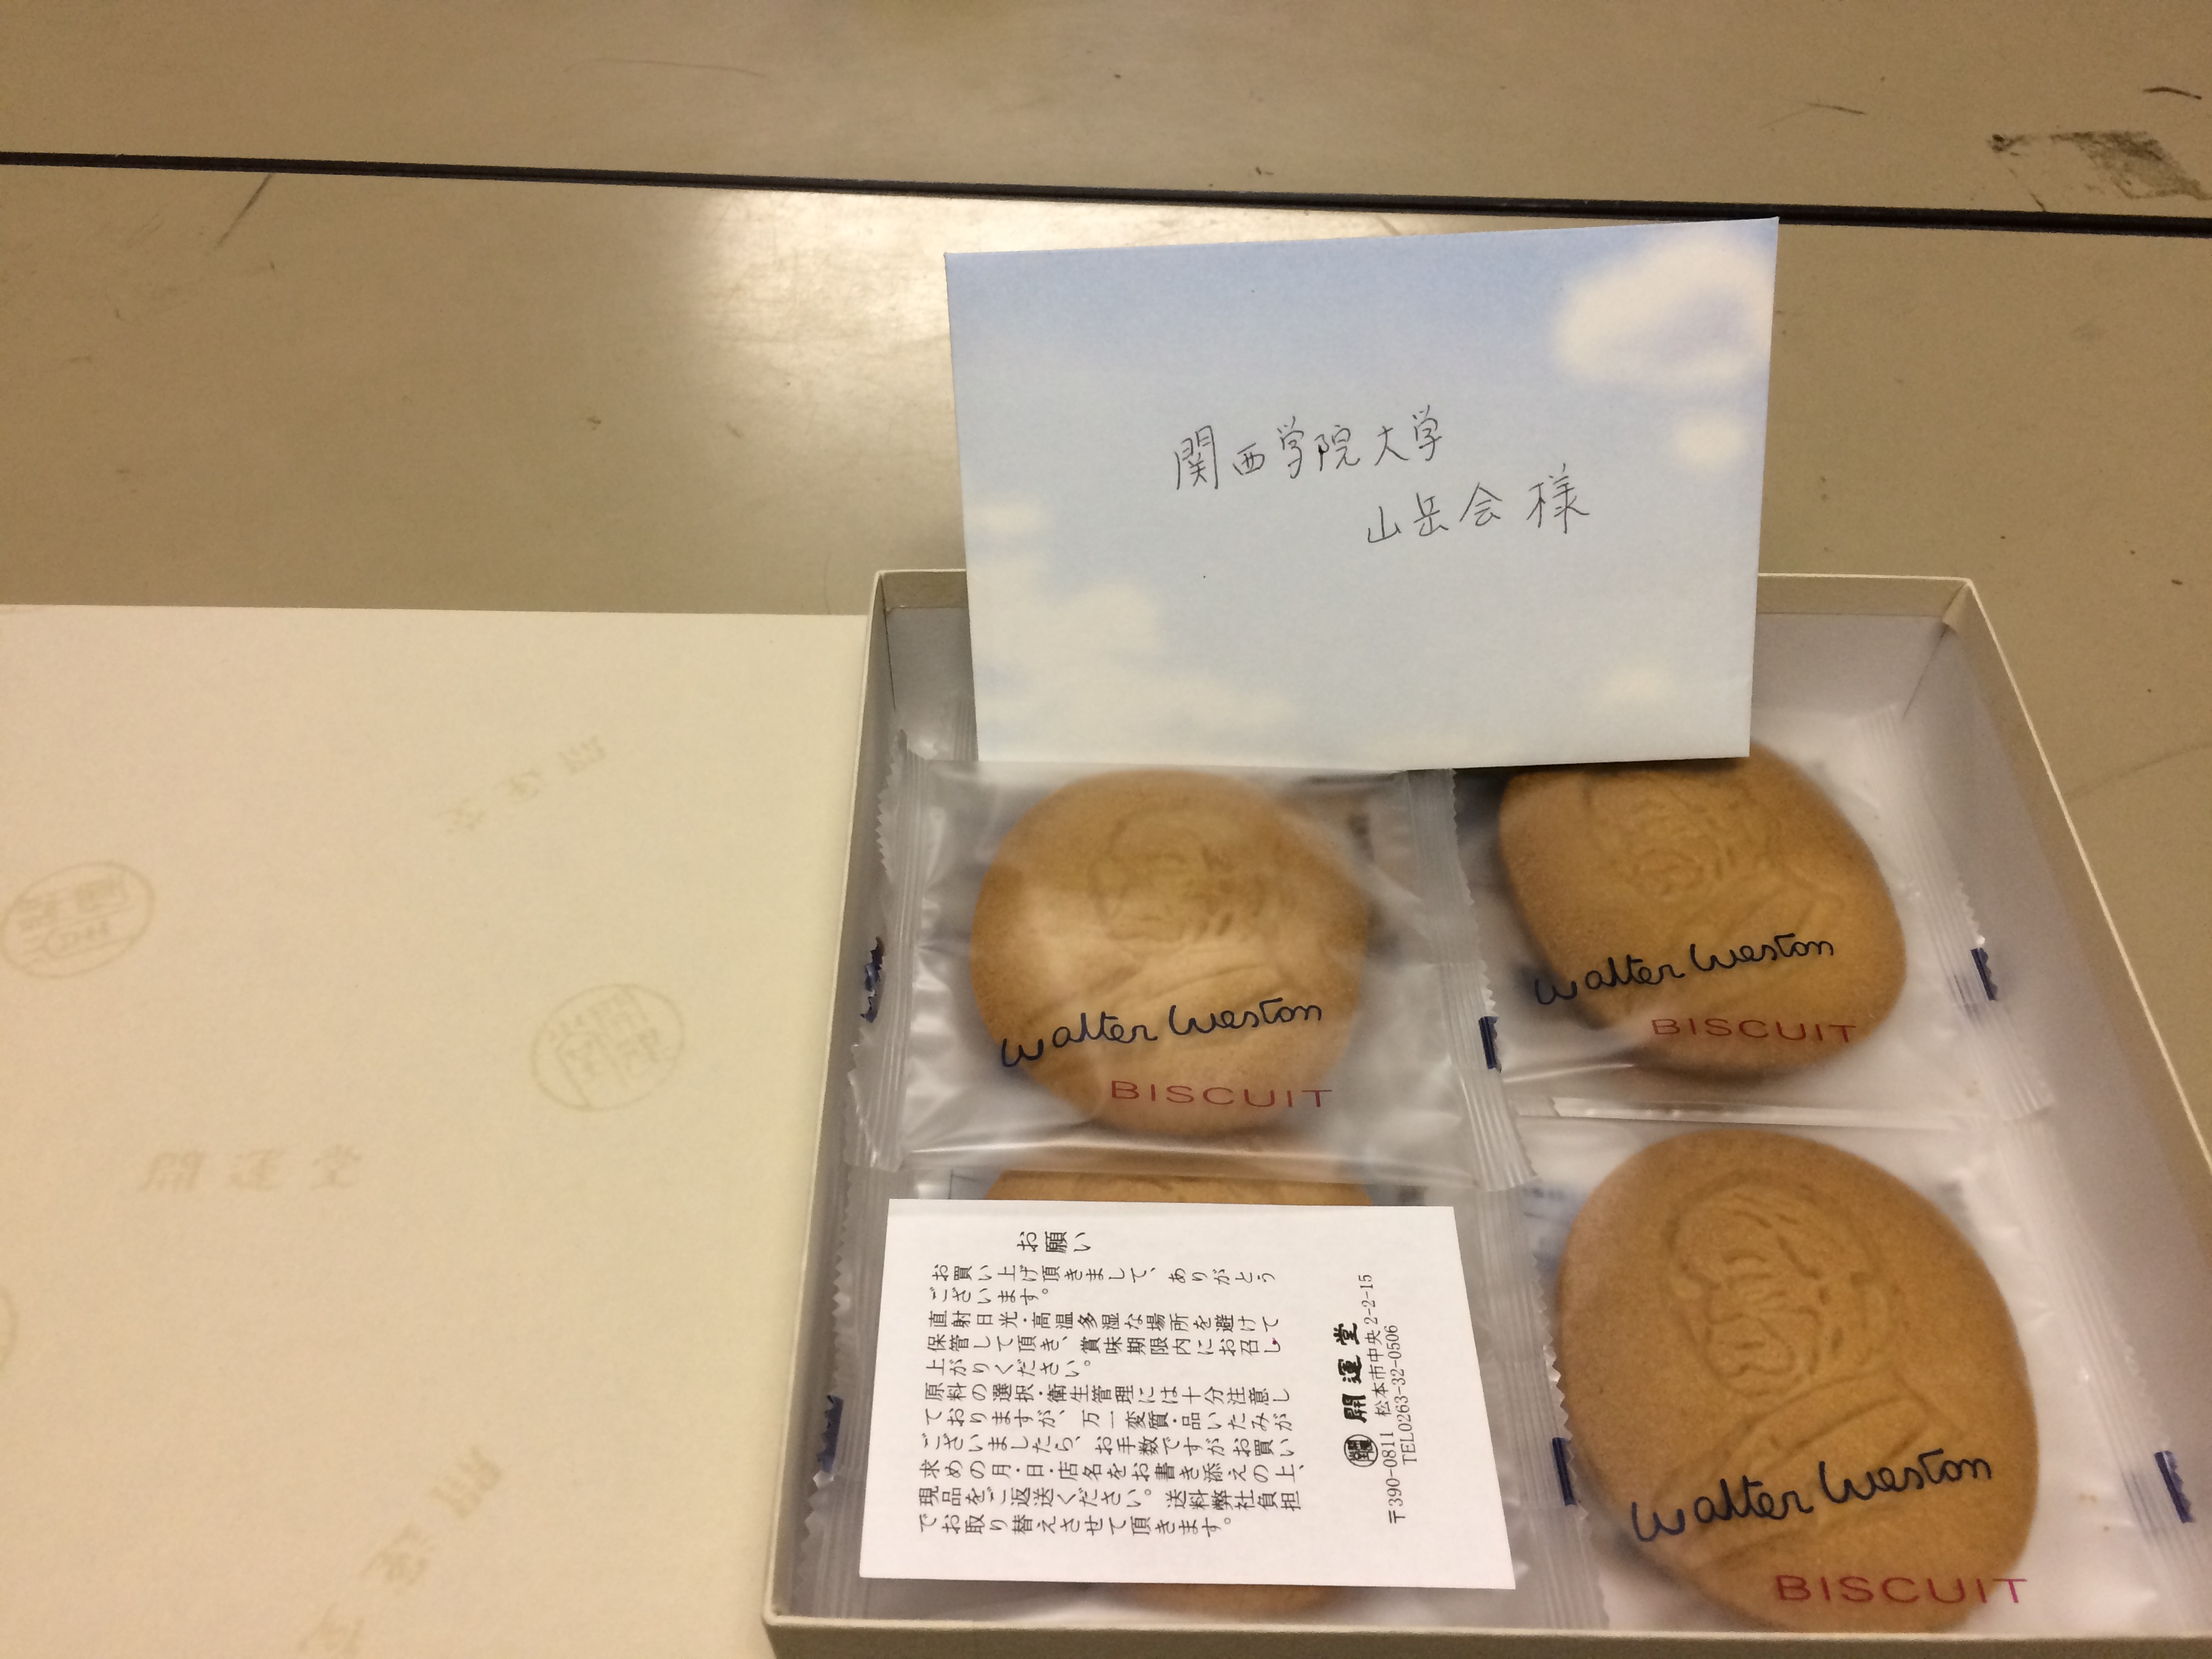 関西学院大学
山岳会様
Walter Weston
BISCUIT
Walter Weston
BISCUIT
Walter Weston
BISCUIT
お願い
お買い上げ頂きまして、ありがとう
ございます。
直射日光・高温多湿な場所を避けて
保管して頂き、賞味期限内にお召し
上がりください。
原料の選択・衛生管理には十分注意し
ておりますが、万一変質・品いたみが
ございましたら、お手数ですがお買い
求めの月・日・店名をお書き添えの上、
現品をご返送ください。送料弊社負担
でお取り替えさせて頂きます。
開運堂
〒390-0811 松本市中央2-2-15
TEL0263-32-0506
開運堂